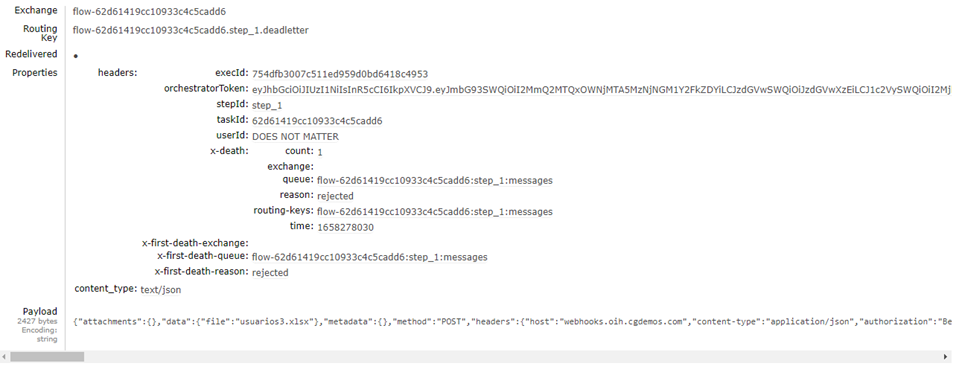 Exchange flow-62d61419cc10933c4c5cadd6
Routing Key flow-62d61419cc10933c4c5cadd6.step_1.deadletter
Redelivered ●
Properties headers: execId: 754dfb3007c511ed959d0bd6418c4953
orchestratorToken: eyJhbGciOiJIUzI1NiIsInR5cCI6IkpXVCJ9.eyJmbG93SWQiOiI2MmQ2MTQxOWNjMTA5MzNjNGM1Y2FkZDYiLCJzdGVwSWQiOiJzdGVwXzEiLCJ1c2VySWQiOiI2Mj
stepId: step_1
taskId: 62d61419cc10933c4c5cadd6
userId: DOES NOT MATTER
x-death: count: 1
exchange:
queue: flow-62d61419cc10933c4c5cadd6:step_1:messages
reason: rejected
routing-keys: flow-62d61419cc10933c4c5cadd6:step_1:messages
time: 1658278030
x-first-death-exchange:
x-first-death-queue: flow-62d61419cc10933c4c5cadd6:step_1:messages
x-first-death-reason: rejected
content_type: text/json
Payload
2427 bytes
Encoding: string
{"attachments":{},"data":{"file":"usuarios3.xlsx"},"metadata":{},"method":"POST","headers":{"host":"webhooks.oih.cgdemos.com","content-type":"application/json","authorization":"Be